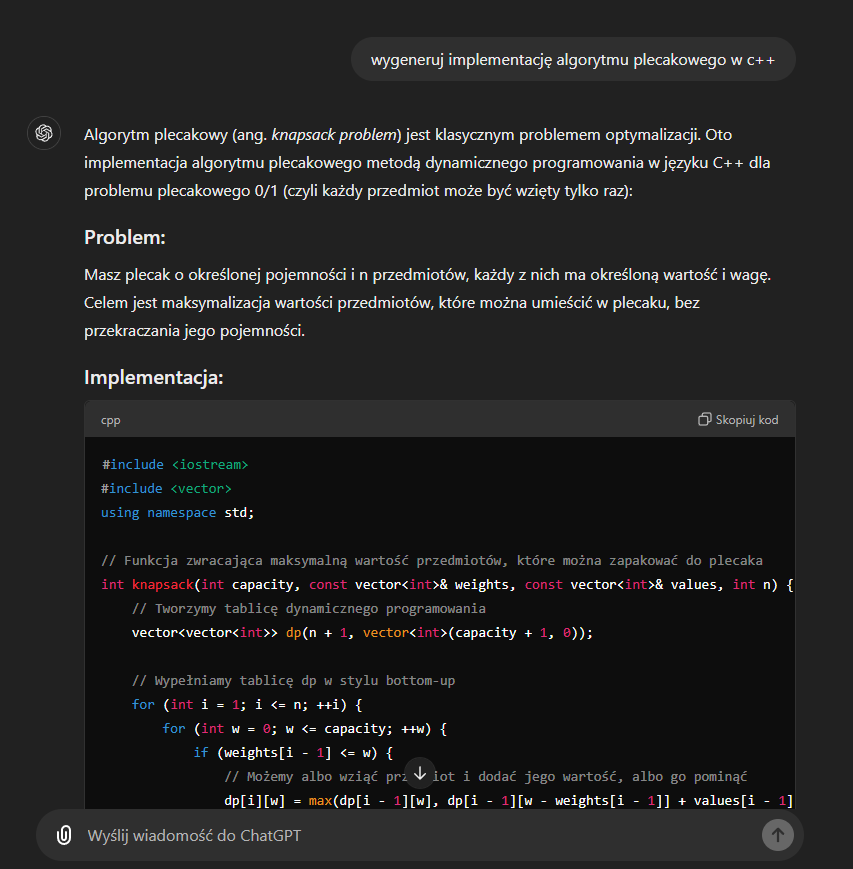 wygeneruj implementację algorytmu plecakowego w c++
Algorytm plecakowy (ang. knapsack problem) jest klasycznym problemem optymalizacji. Oto
implementacja algorytmu plecakowego metodą dynamicznego programowania w języku C++ dla
problemu plecakowego 0/1 (czyli każdy przedmiot może być wzięty tylko raz):
Problem:
Masz plecak o określonej pojemności i n przedmiotów, każdy z nich ma określoną wartość i wagę.
Celem jest maksymalizacja wartości przedmiotów, które można umieścić w plecaku, bez
przekraczania jego pojemności.
Implementacja:
cpp
Skopiuj kod
#include <iostream>
#include <vector>
using namespace std;
// Funkcja zwracająca maksymalną wartość przedmiotów, które można zapakować do plecaka
int knapsack(int capacity, const vector<int>& weights, const vector<int>& values, int n) {
// Tworzymy tablicę dynamicznego programowania
vector<vector<int>> dp(n + 1, vector<int>(capacity + 1, 0));
// Wypełniamy tablicę dp w stylu bottom-up
for (int i = 1; i <= n; ++i) {
for (int w = 0; w <= capacity; ++w) {
if (weights[i - 1] <= w) {
// Możemy albo wziąć i dodać jego wartość, albo go pominąć
dp[i][w] = max(dp[i - 1][w], dp[i - 1][w - weights[i - 1]] + values[i - 1]
Wyślij wiadomość do ChatGPT